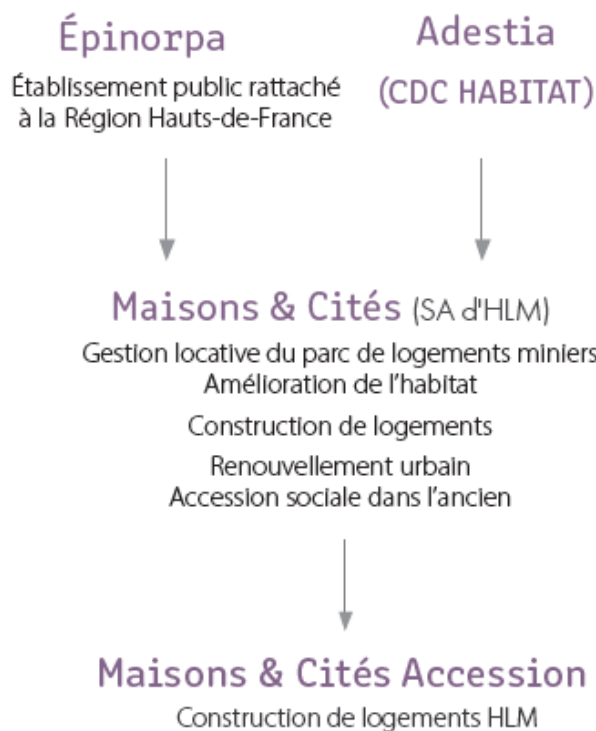 Épinorpa
Établissement public rattaché
à la Région Hauts-de-France
Adestia
(CDC HABITAT)
Maisons & Cités (SA d'HLM)
Gestion locative du parc de logements miniers
Amélioration de l’habitat
Construction de logements
Renouvellement urbain
Accession sociale dans l’ancien
Maisons & Cités Accession
Construction de logements HLM